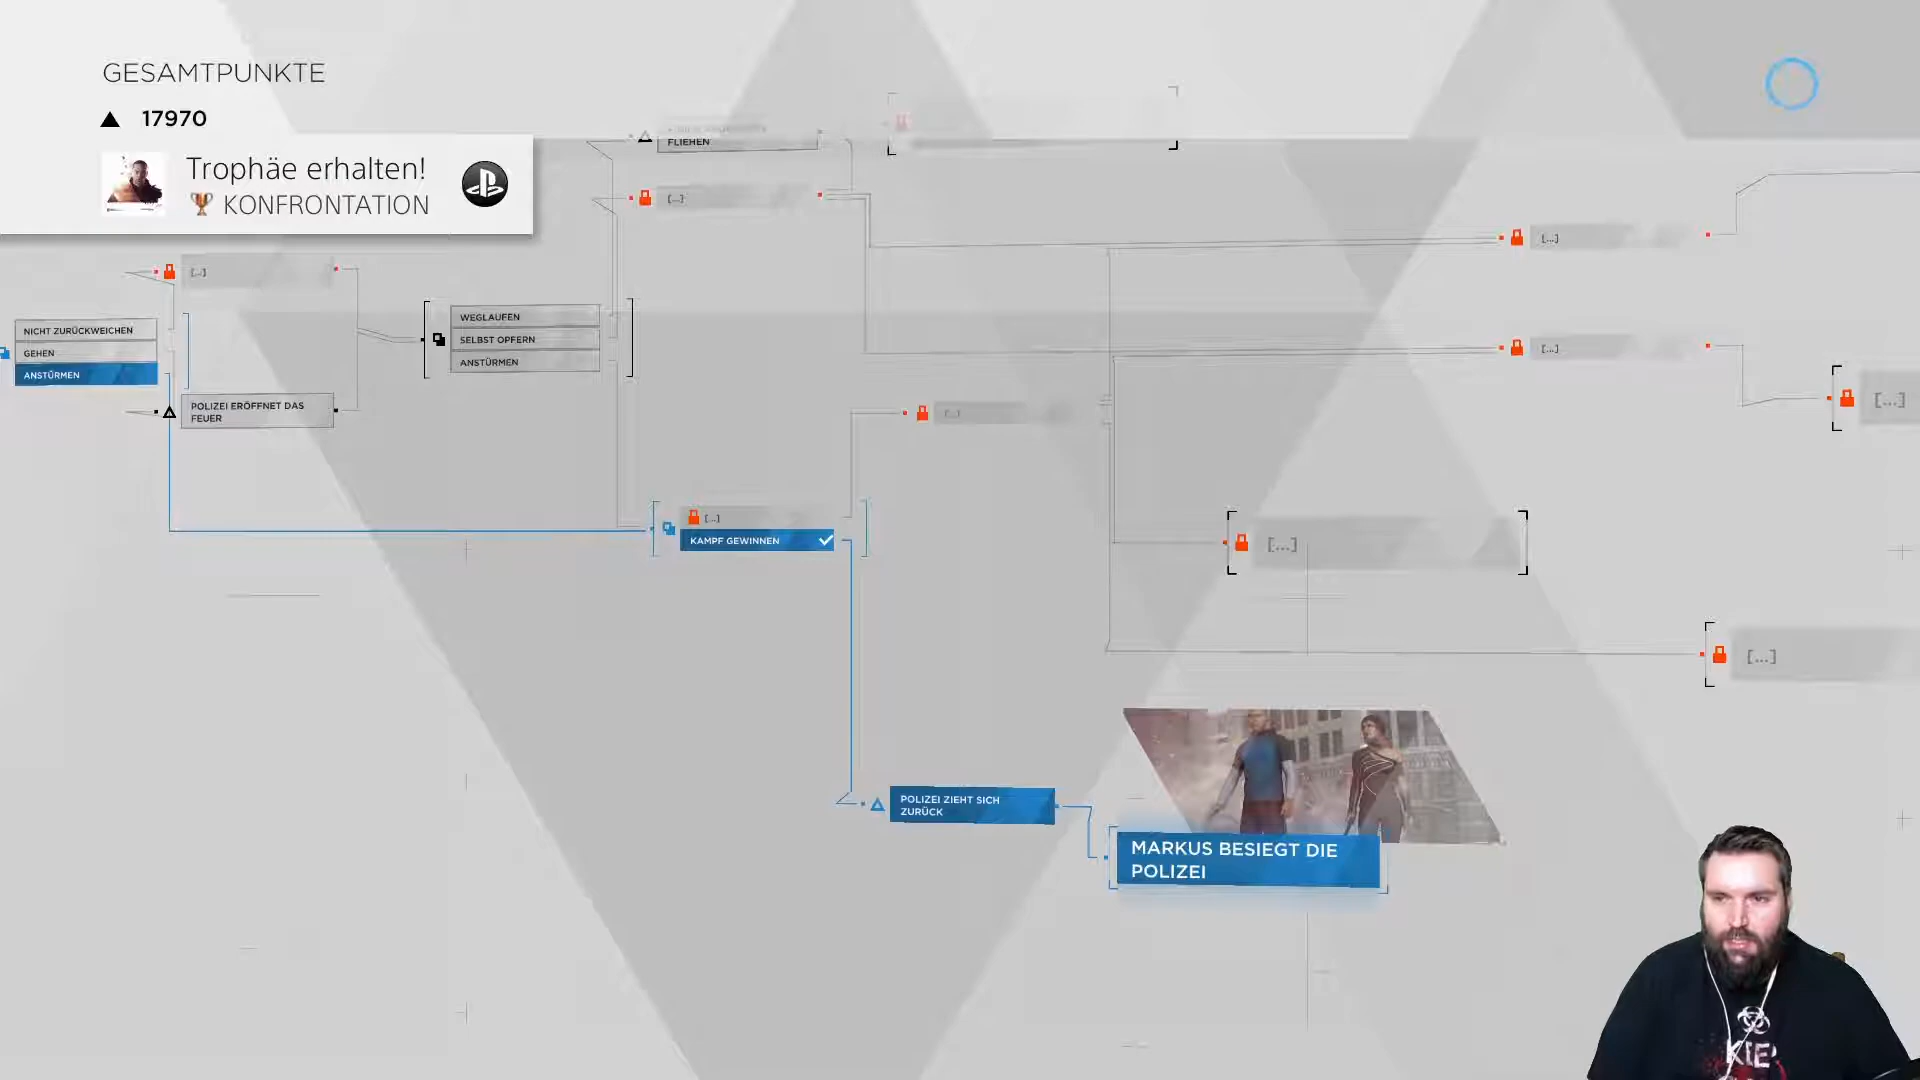 GESAMTPUNKTE
17970
Trophäe erhalten!
KONFRONTATION
FLIEHEN
[...]
[...]
[...]
NICHT ZURÜCKWEICHEN
GEHEN
ANSTÜRMEN
WEGLAUFEN
SELBST OPFERN
ANSTÜRMEN
[...]
[...]
POLIZEI ERÖFFNET DAS
FEUER
[...]
[...]
KAMPF GEWINNEN
[...]
[...]
POLIZEI ZIEHT SICH
ZURÜCK
MARKUS BESIEGT DIE
POLIZEI